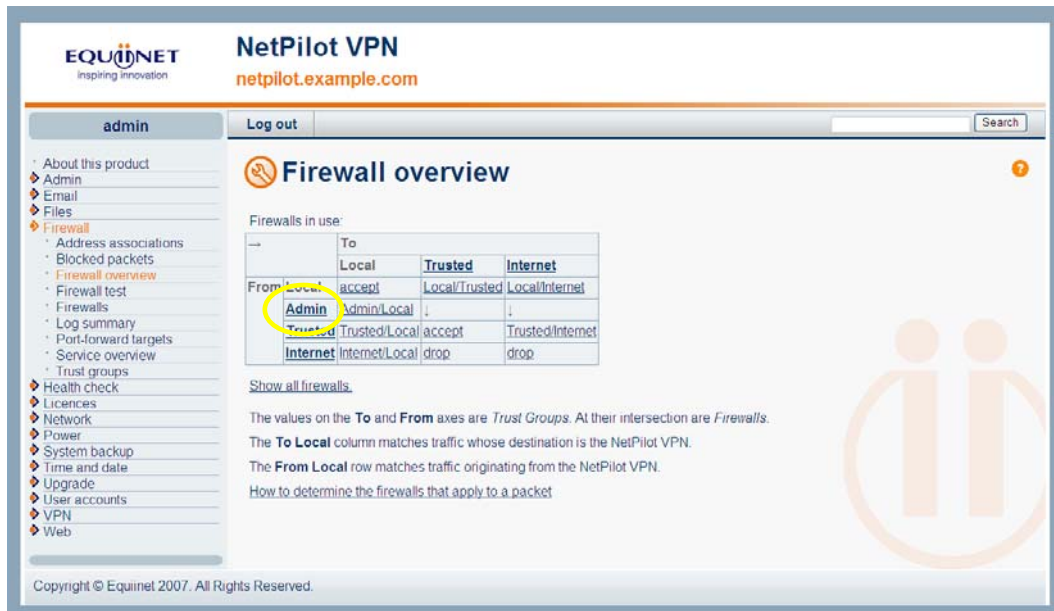 EQUiiNET
inspiring innovation
NetPilot VPN
netpilot.example.com
admin
Log out
Search
About this product
Admin
Email
Files
Firewall
Address associations
Blocked packets
Firewall overview
Firewall test
Firewalls
Log summary
Port-forward targets
Service overview
Trust groups
Health check
Licences
Network
Power
System backup
Time and date
Upgrade
User accounts
VPN
Web
Firewall overview
?
Firewalls in use:
→ To
Local Trusted Internet
From Local accept Local/Trusted Local/Internet
Admin Admin/Local ↓ ↓
Trusted Trusted/Local accept Trusted/Internet
Internet Internet/Local drop drop
Show all firewalls.
The values on the To and From axes are Trust Groups. At their intersection are Firewalls.
The To Local column matches traffic whose destination is the NetPilot VPN.
The From Local row matches traffic originating from the NetPilot VPN.
How to determine the firewalls that apply to a packet
Copyright © Equiinet 2007. All Rights Reserved.